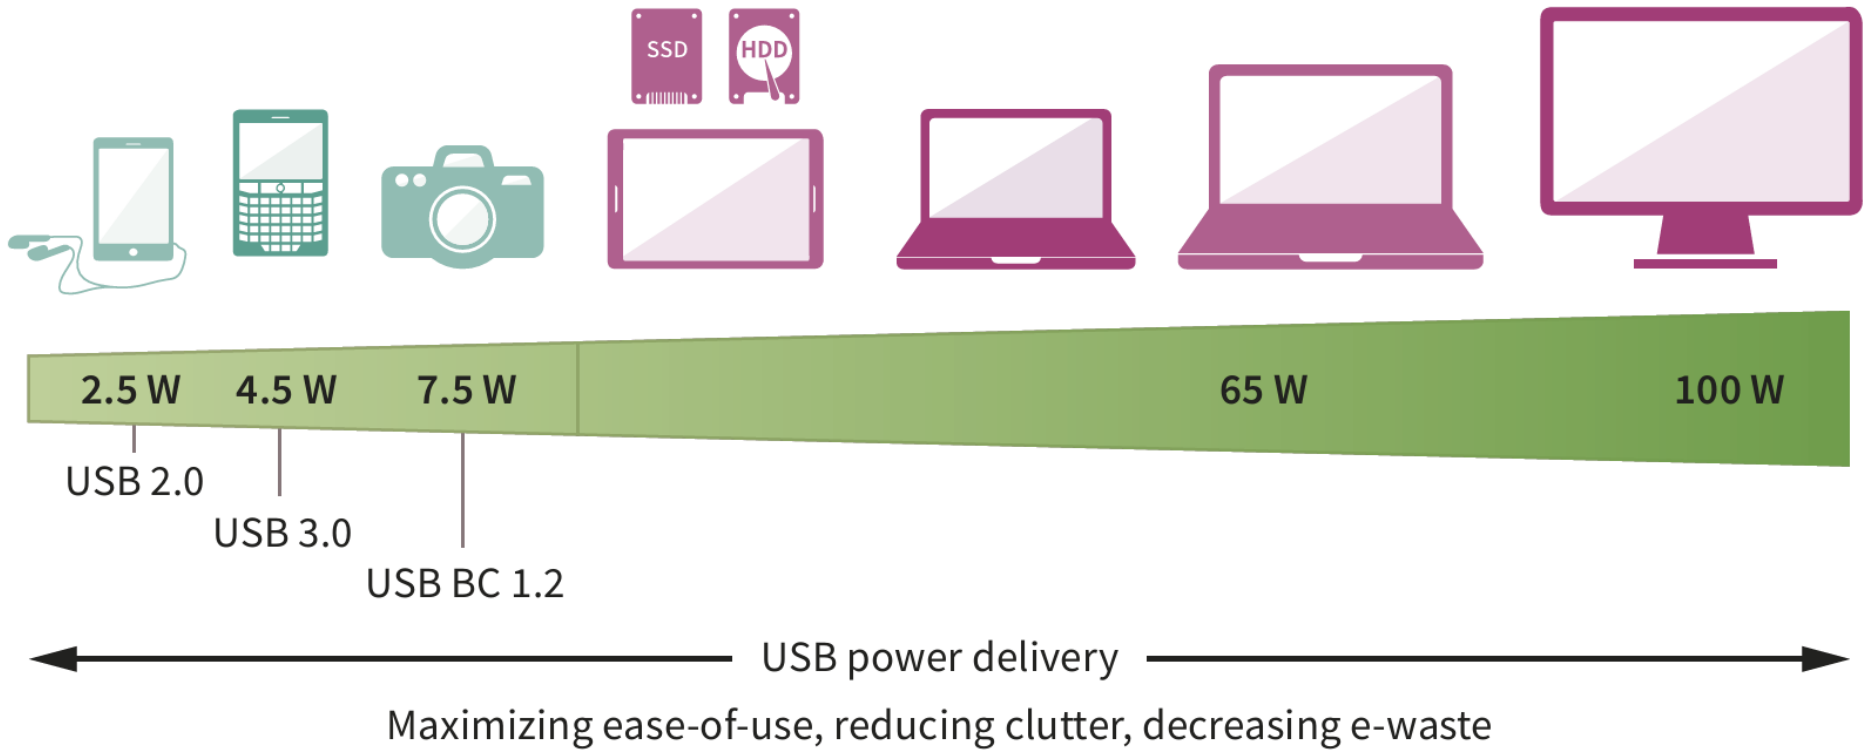 SSD
HDD
2.5 W 4.5 W 7.5 W 65 W 100 W
USB 2.0
USB 3.0
USB BC 1.2
USB power delivery
Maximizing ease-of-use, reducing clutter, decreasing e-waste